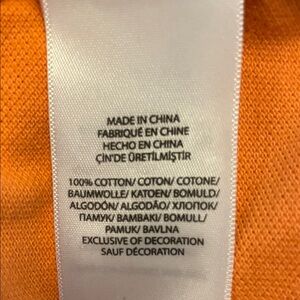 MADE IN CHINA
FABRIQUÉ EN CHINE
HECHO EN CHINA
ÇİN'DE ÜRETİLMİŞTİR
100% COTTON/ COTON/ COTONE/
BAUMWOLLE/ KATOEN/ BOMULD/
ALGODÓN/ ALGODÃO/ ХЛОПОК/
ПАМУК/ BAMBAKI/ BOMULL/
PAMUK/ BAVLNA
EXCLUSIVE OF DECORATION
SAUF DÉCORATION